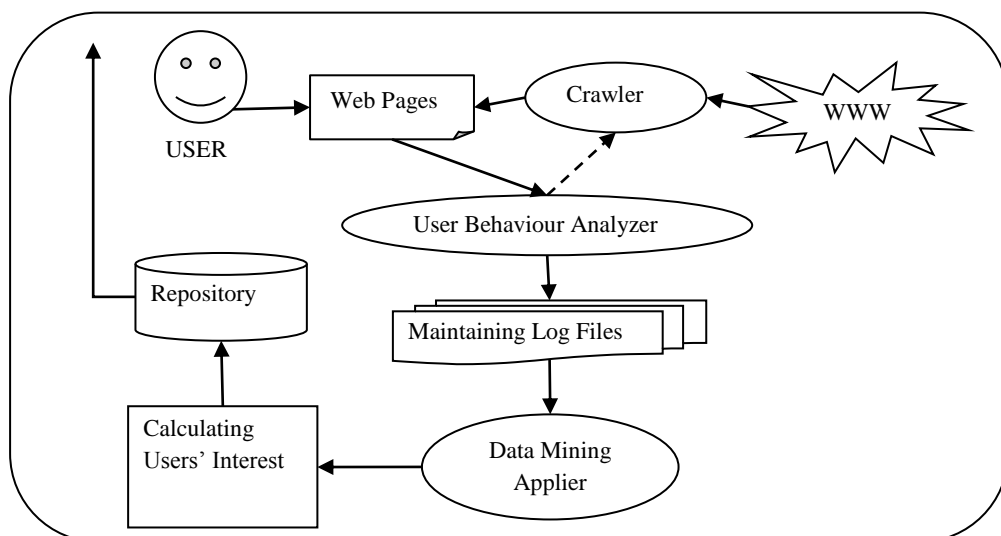 Web Pages
Crawler
WWW
USER
User Behaviour Analyzer
Repository
Maintaining Log Files
Calculating
Users’ Interest
Data Mining
Applier